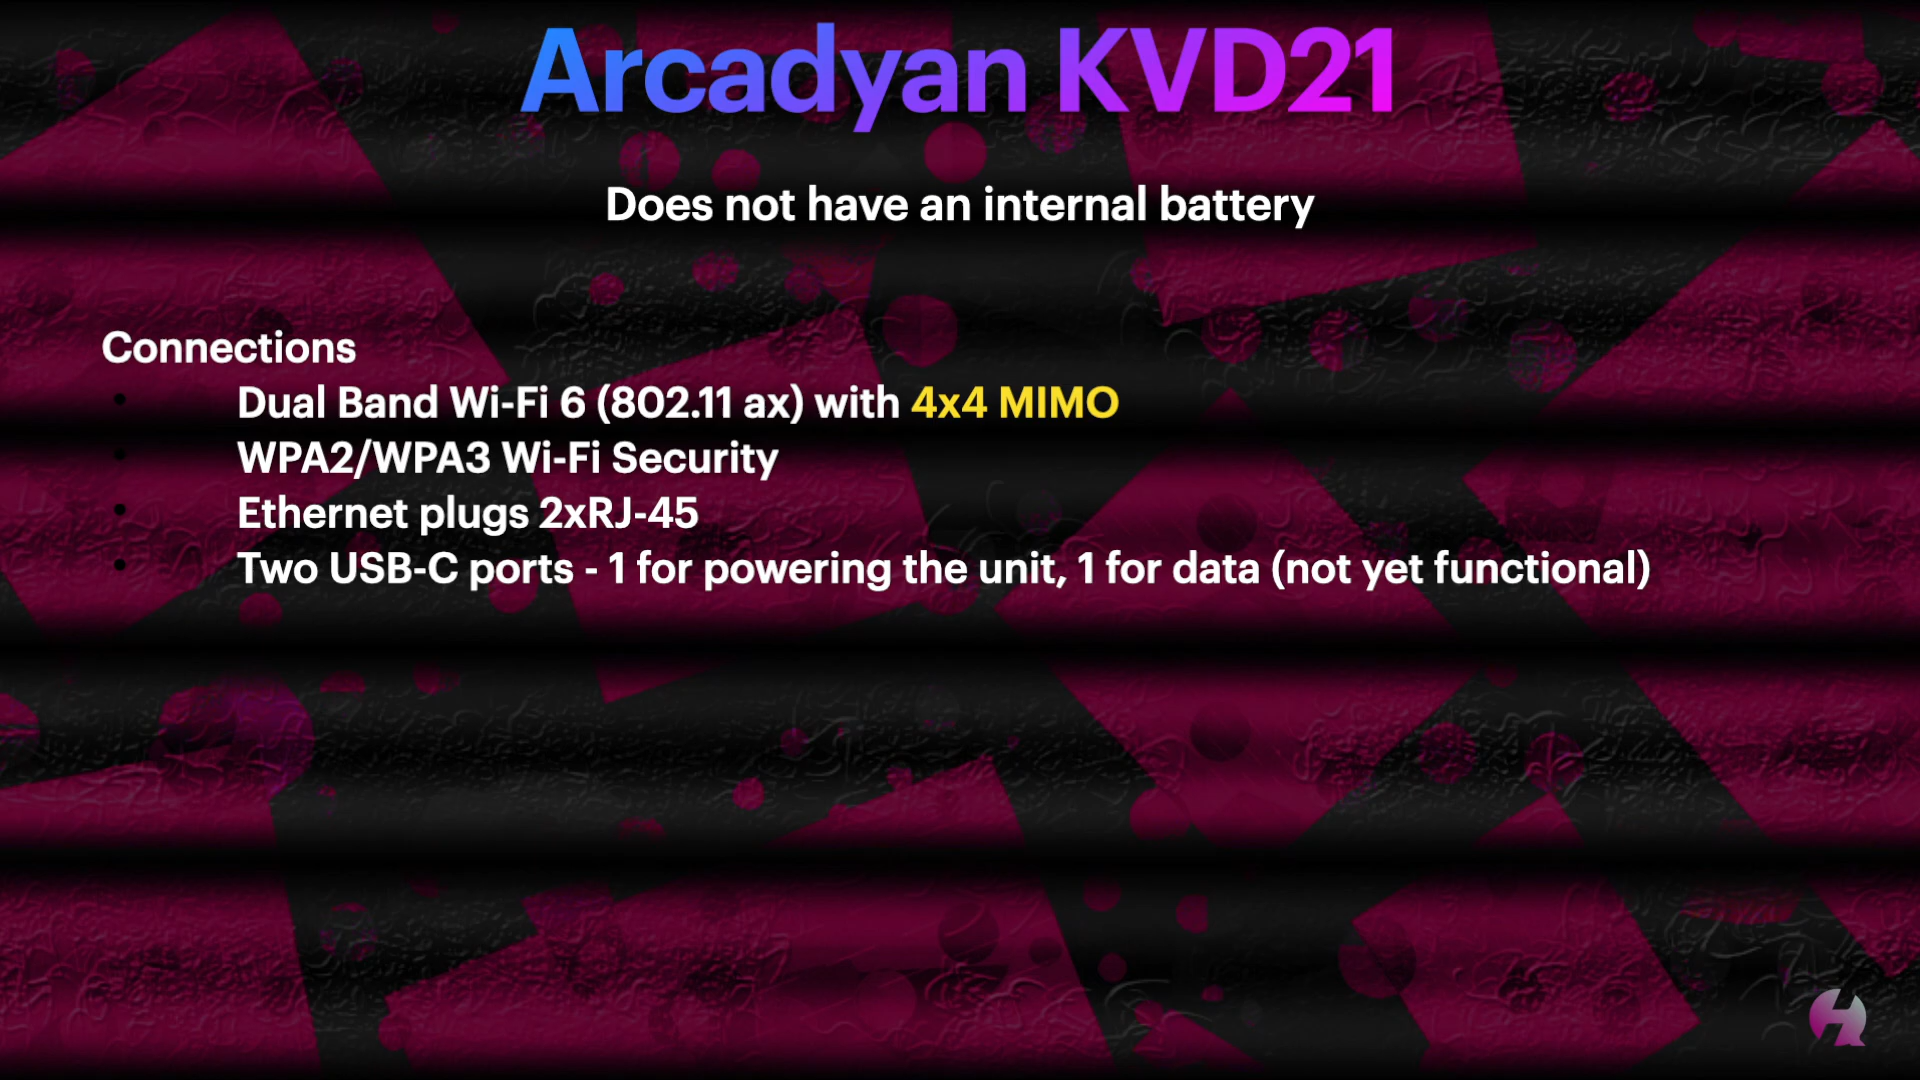 Arcadyan KVD21
Does not have an internal battery
Connections
• Dual Band Wi-Fi 6 (802.11 ax) with 4x4 MIMO
• WPA2/WPA3 Wi-Fi Security
• Ethernet plugs 2xRJ-45
• Two USB-C ports - 1 for powering the unit, 1 for data (not yet functional)